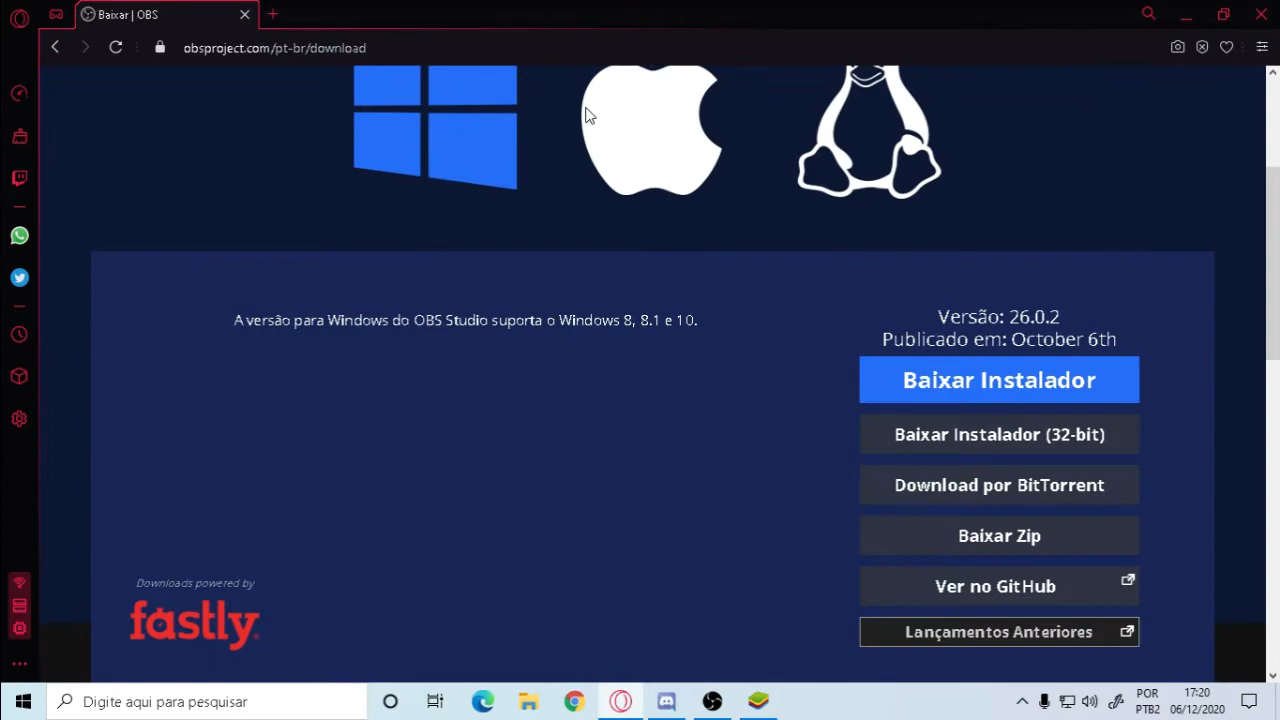 Baixar | OBS
obsproject.com/pt-br/download
A versão para Windows do OBS Studio suporta o Windows 8, 8.1 e 10.
Versão: 26.0.2
Publicado em: October 6th
Baixar Instalador
Baixar Instalador (32-bit)
Download por BitTorrent
Baixar Zip
Ver no GitHub
Lançamentos Anteriores
Downloads powered by
fastly
Digite aqui para pesquisar
POR
PTB2
17:20
06/12/2020